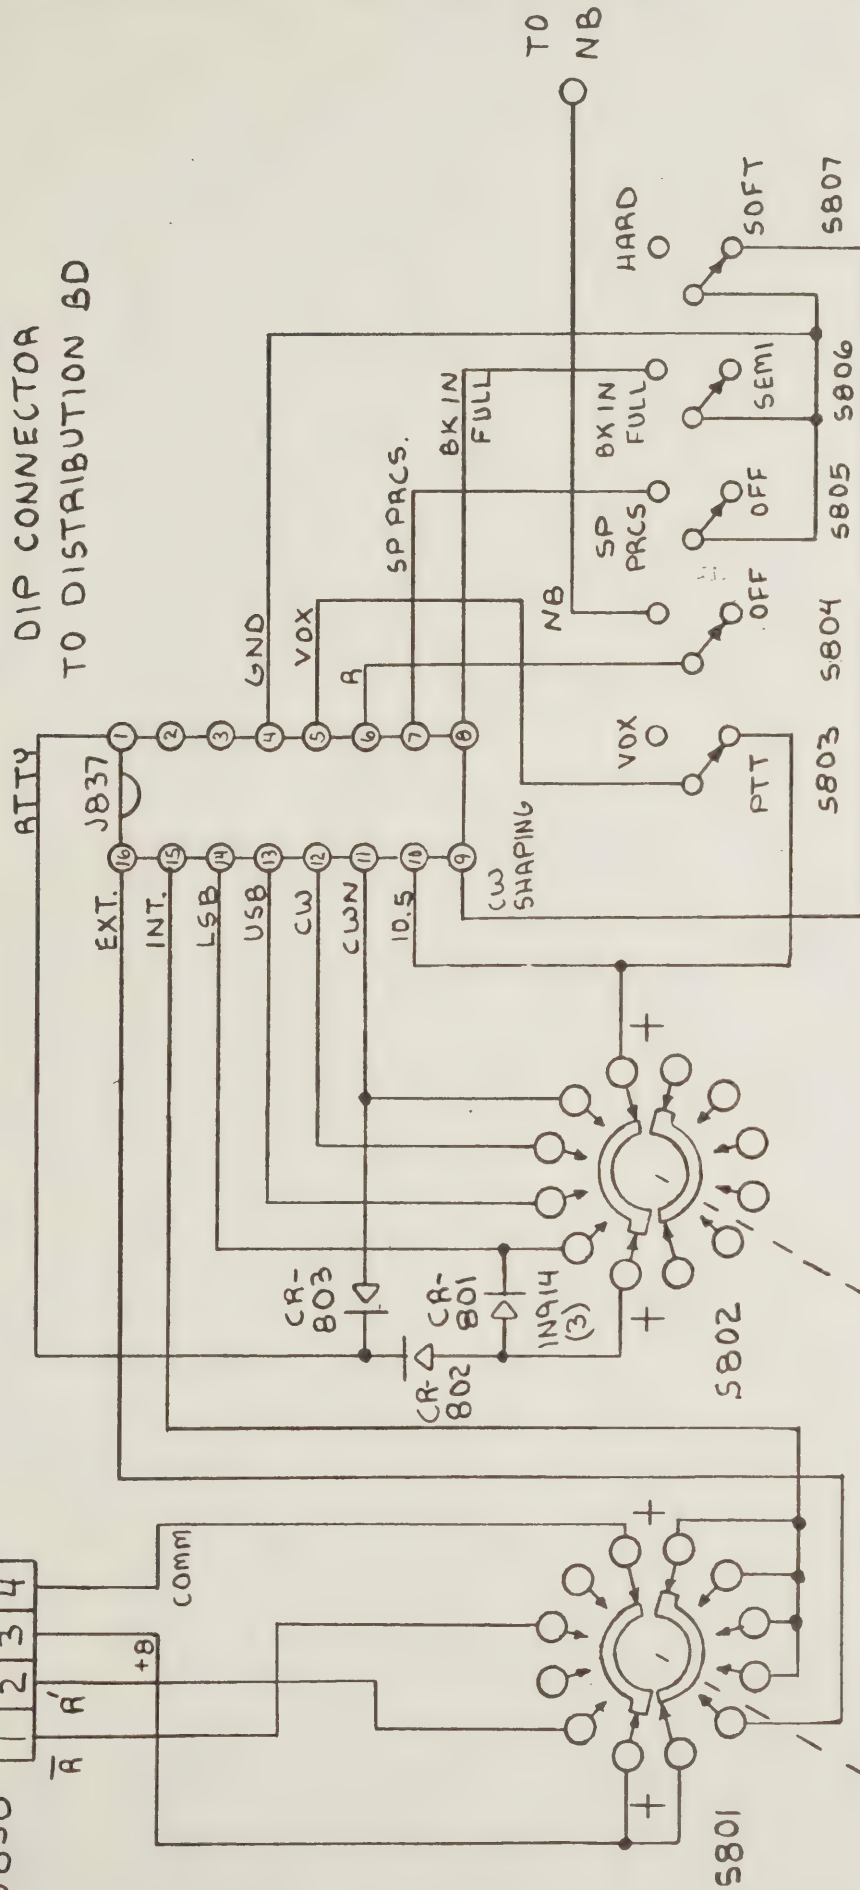 DIP CONNECTOR
TO DISTRIBUTION BD
TO
NB
RTTY
J837
1
2
3
4
5
6
7
8
16
15
14
13
12
11
10
9
GND
VOX
R
SP PRCS.
BK IN
FULL
EXT.
INT.
LSB
USB
CW
CWN
10.5
CW
SHAPING
VOX
PTT
S803
NB
OFF
S804
SP
PRCS
OFF
S805
BK IN
FULL
SEMI
S806
HARD
SOFT
S807
CR-
803
CR-
802
CR-
801
1N914
(3)
+
+
S802
1
2
3
4
R
R'
+B
COMM
+
+
S801